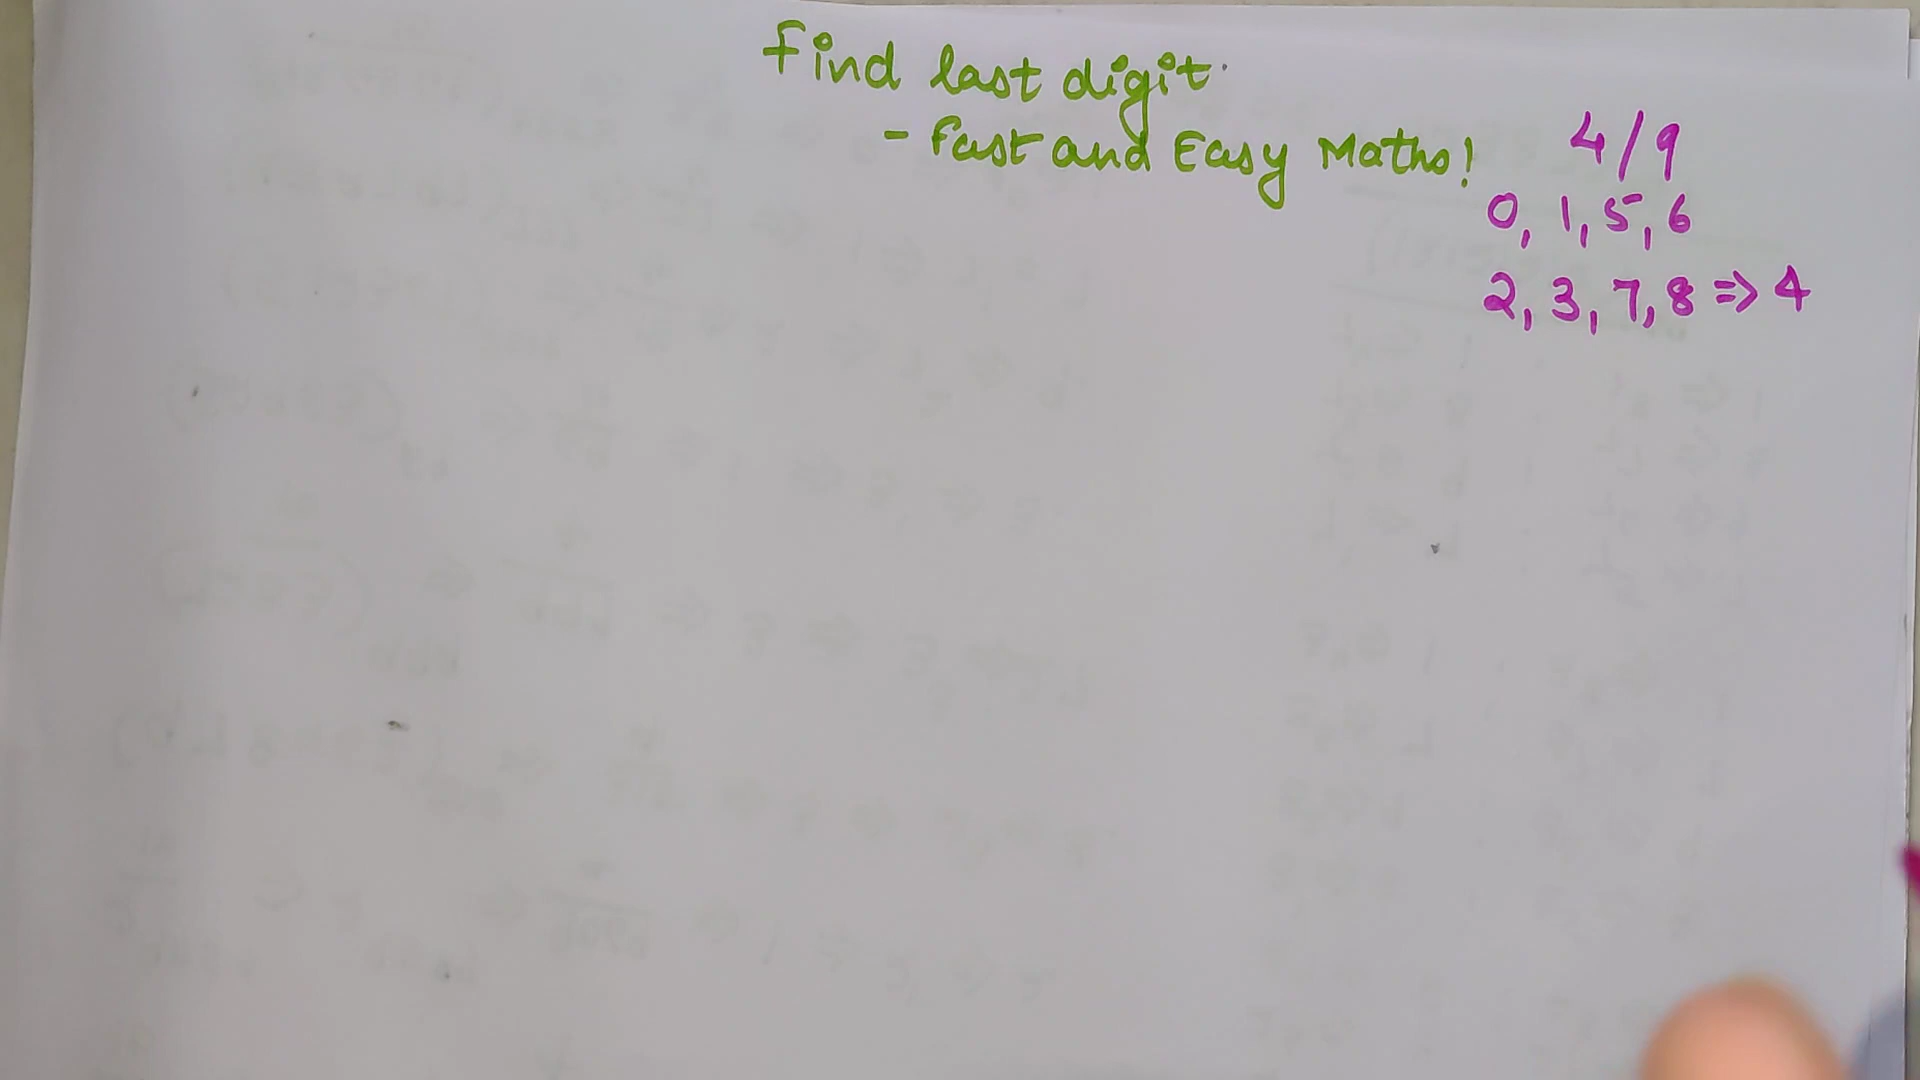 Find last digit.
- Fast and Easy Maths!
4/9
0, 1, 5, 6
2, 3, 7, 8 => 4